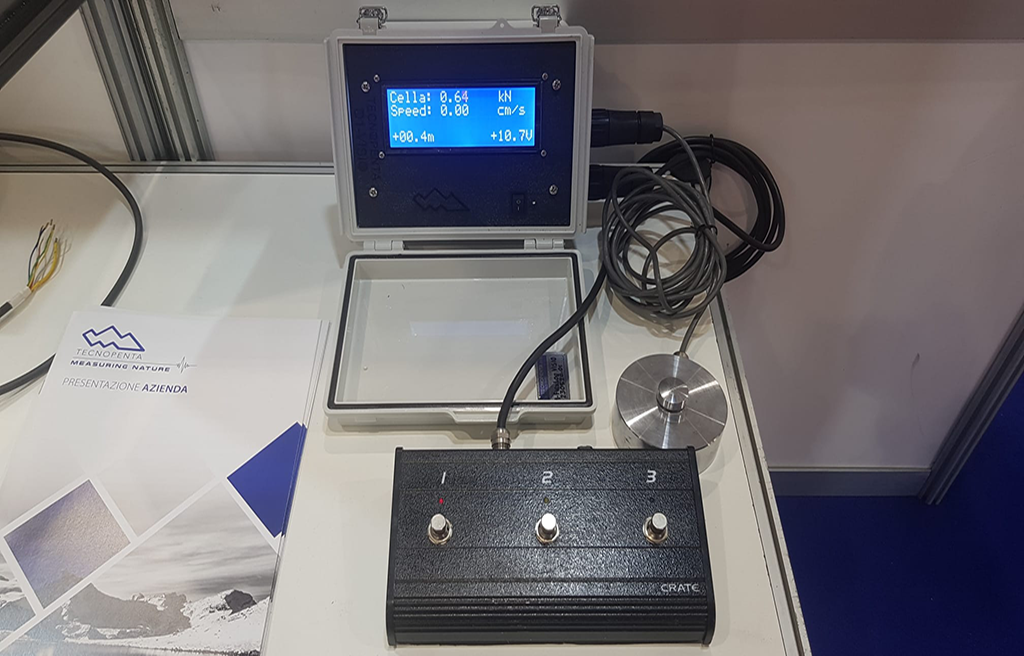 Cella: 0.64 kN
Speed: 0.00 cm/s
+00.4m +10.7V
TECNOPENTA
MEASURING NATURE
PRESENTAZIONE AZIENDA
1 2 3
CRATE